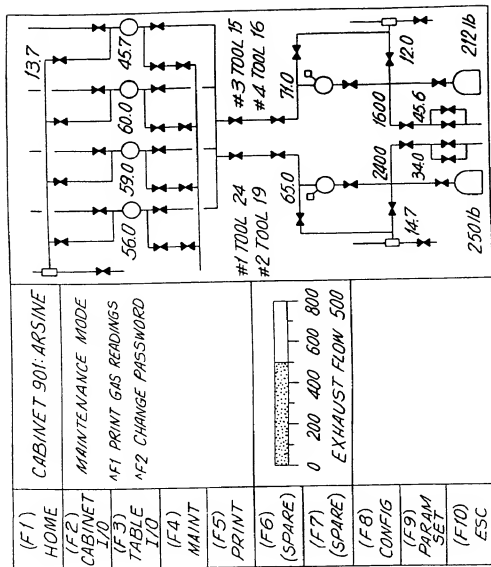 (F1)
HOME
(F2)
CABINET
I/O
(F3)
TABLE
I/O
(F4)
MAINT
(F5)
PRINT
(F6)
(SPARE)
(F7)
(SPARE)
(F8)
CONFIG
(F9)
PARAM
SET
(F10)
ESC
CABINET 901: ARSINE
MAINTENANCE MODE
^F1 PRINT GAS READINGS
^F2 CHANGE PASSWORD
0 200 400 600 800
EXHAUST FLOW 500
13.7
56.0
59.0
60.0
45.7
#1 TOOL 24
#2 TOOL 19
#3 TOOL 15
#4 TOOL 16
65.0
71.0
14.7
2400
1600
12.0
34.0
45.6
250lb
212lb